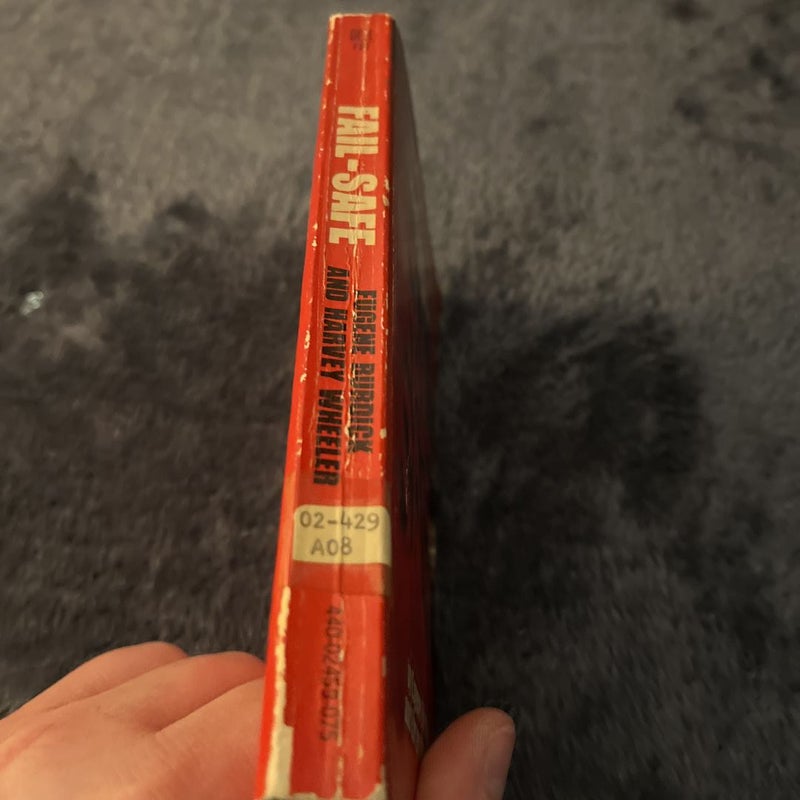 FAIL-SAFE
EUGENE BURDICK
AND HARVEY WHEELER
02-429
A08
440-02459-075